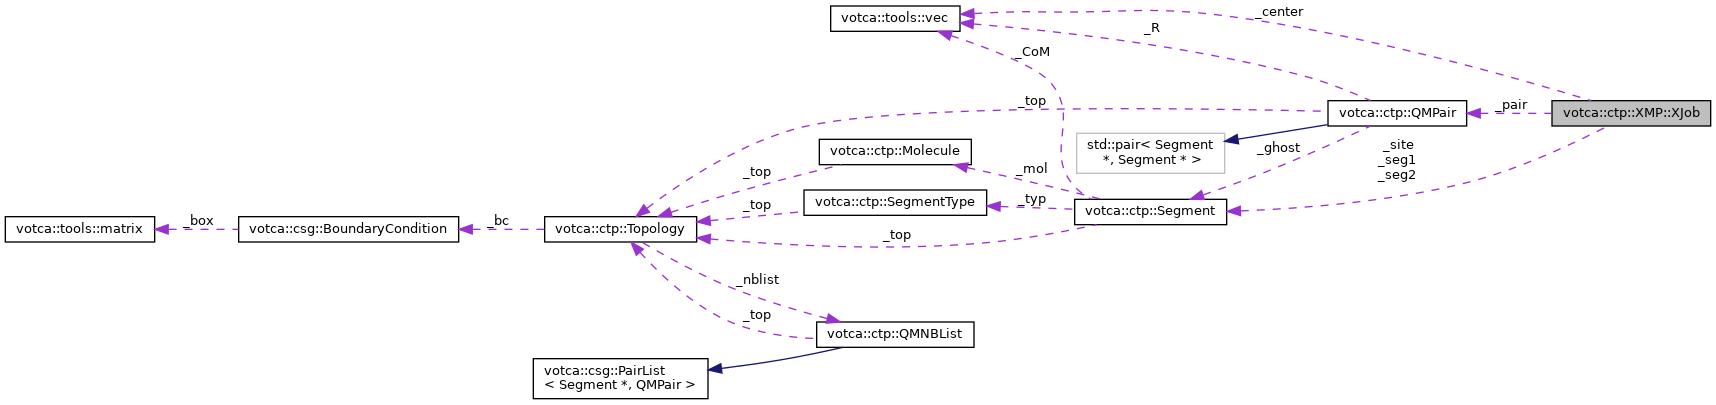 votca::tools::vec
_center
_R
_CoM
_top
votca::ctp::QMPair
_pair
votca::ctp::XMP::XJob
std::pair< Segment
*, Segment * >
_ghost
_site
_seg1
_seg2
votca::ctp::Molecule
_top
_mol
votca::ctp::SegmentType
_top
_typ
votca::ctp::Segment
votca::tools::matrix
_box
votca::csg::BoundaryCondition
_bc
votca::ctp::Topology
_top
_nblist
_top
votca::ctp::QMNBList
votca::csg::PairList
< Segment *, QMPair >